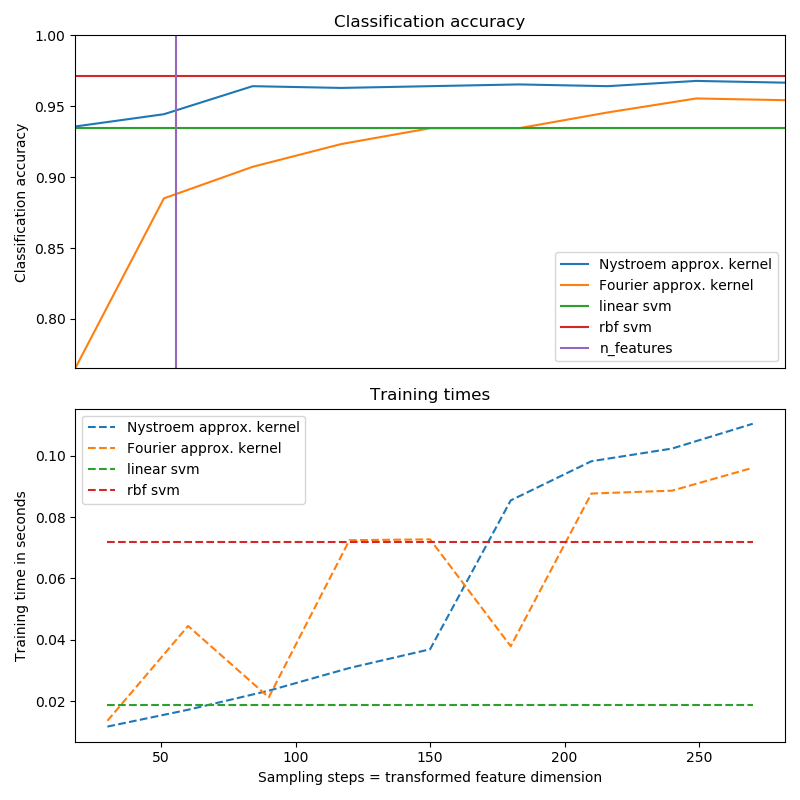 Classification accuracy
1.00
0.95
0.90
0.85
0.80
Classification accuracy
Nystroem approx. kernel
Fourier approx. kernel
linear svm
rbf svm
n_features
Training times
0.10
0.08
0.06
0.04
0.02
Training time in seconds
Nystroem approx. kernel
Fourier approx. kernel
linear svm
rbf svm
50
100
150
200
250
Sampling steps = transformed feature dimension